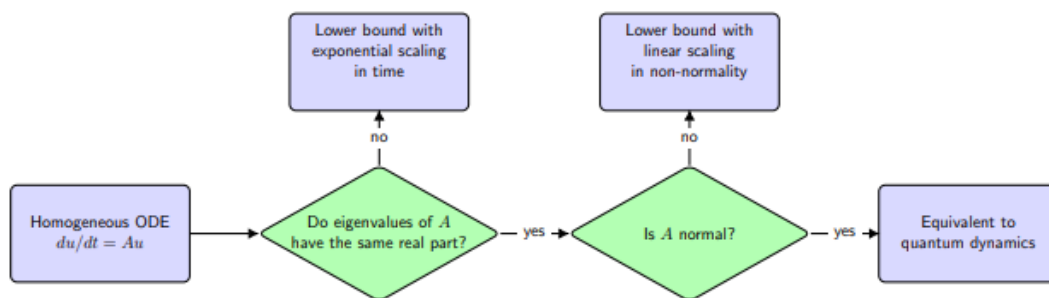 Lower bound with
exponential scaling
in time
Lower bound with
linear scaling
in non-normality
no
no
Homogeneous ODE
du/dt = Au
Do eigenvalues of A
have the same real part?
yes
Is A normal?
yes
Equivalent to
quantum dynamics